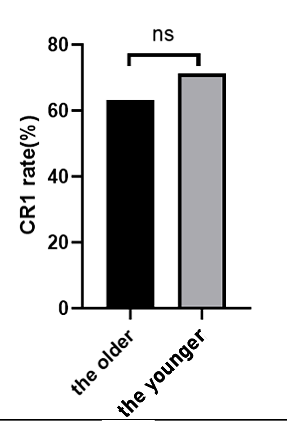 ns
CR1 rate(%)
80
60
40
20
0
the older
the younger